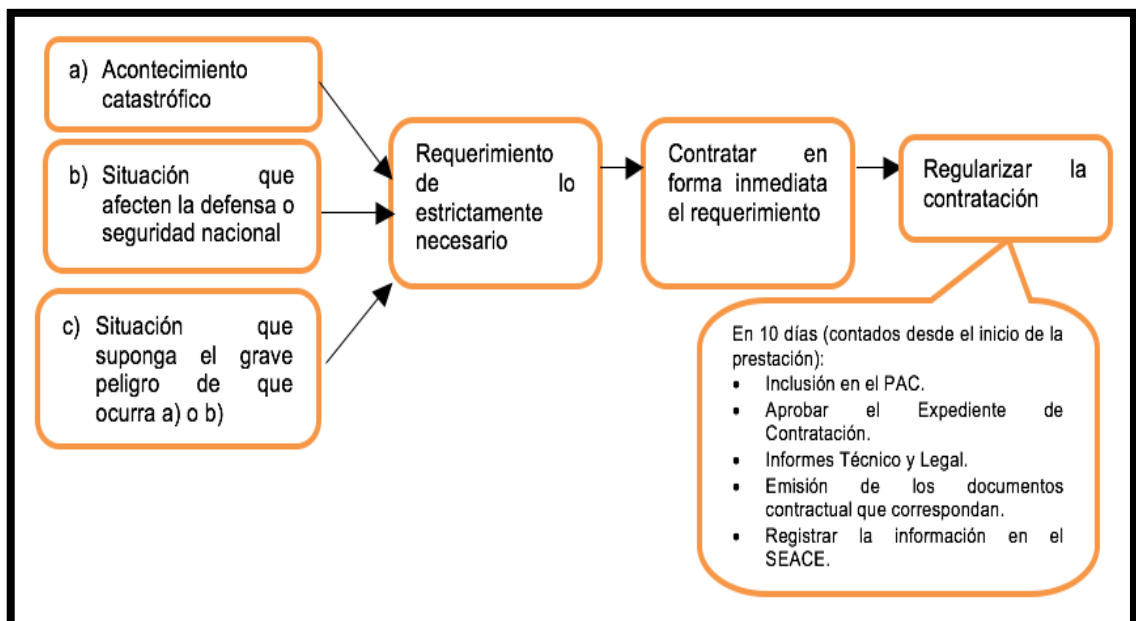 a) Acontecimiento
catastrófico
b) Situación que
afecten la defensa o
seguridad nacional
c) Situación que
suponga el grave
peligro de que
ocurra a) o b)
Requerimiento
de lo
estrictamente
necesario
Contratar en
forma inmediata
el requerimiento
Regularizar la
contratación
En 10 días (contados desde el inicio de la
prestación):
• Inclusión en el PAC.
• Aprobar el Expediente de
Contratación.
• Informes Técnico y Legal.
• Emisión de los documentos
contractual que correspondan.
• Registrar la información en el
SEACE.